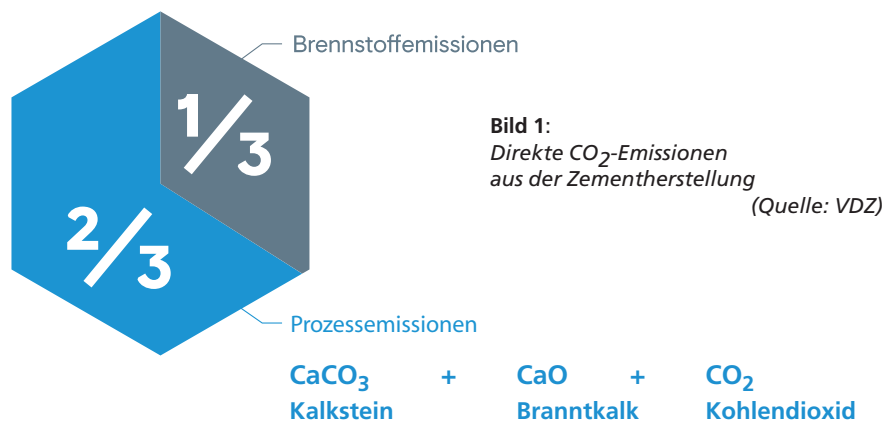 Brennstoffemissionen
1/3
Bild 1:
Direkte CO₂-Emissionen
aus der Zementherstellung
(Quelle: VDZ)
2/3
Prozessemissionen
CaCO₃ + CaO + CO₂
Kalkstein Branntkalk Kohlendioxid